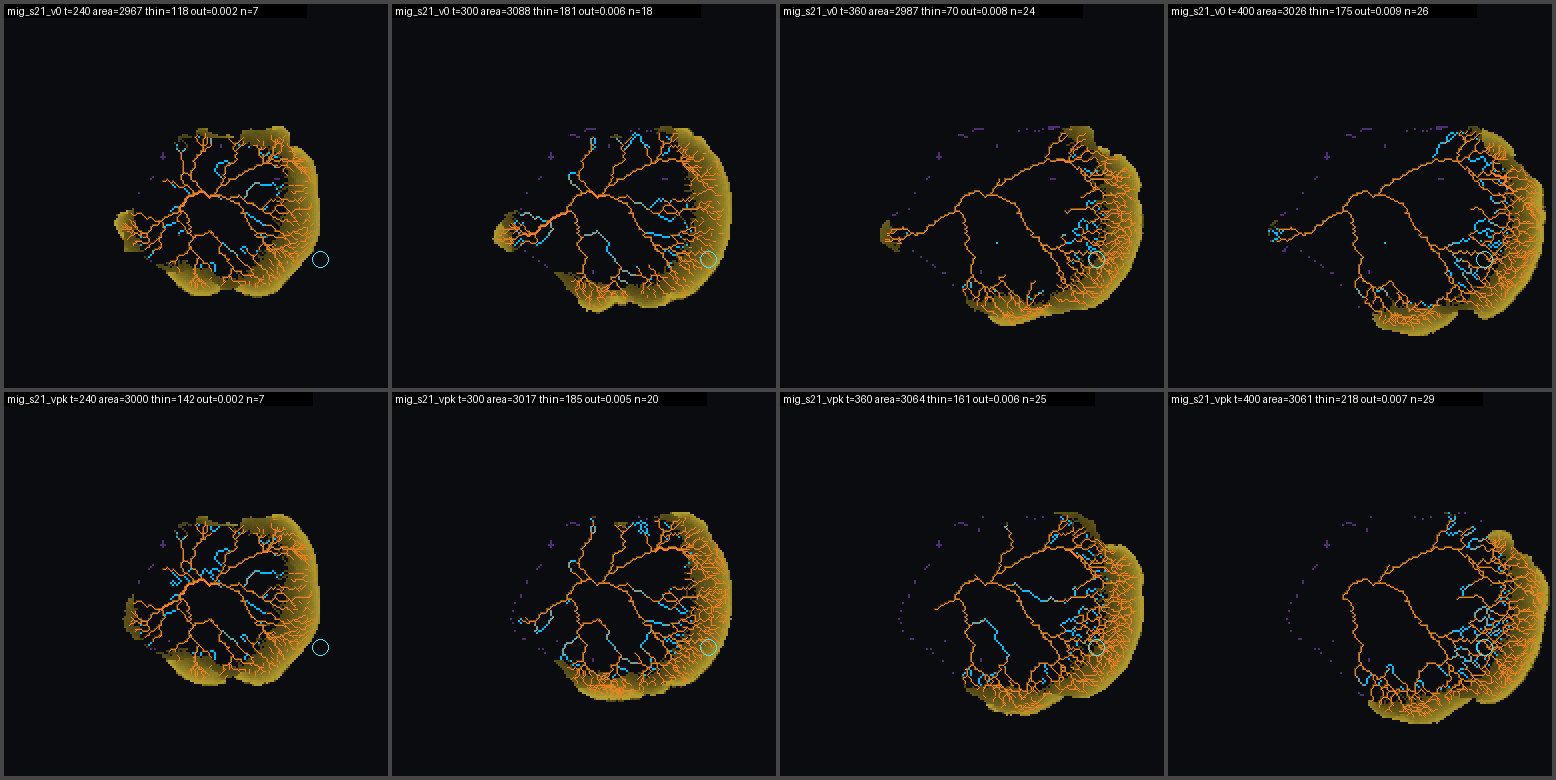 mig_s21_v0 t=240 area=2967 thin=118 out=0.002 n=7
mig_s21_v0 t=300 area=3088 thin=181 out=0.006 n=18
mig_s21_v0 t=360 area=2987 thin=70 out=0.008 n=24
mig_s21_v0 t=400 area=3026 thin=175 out=0.009 n=26
mig_s21_vpk t=240 area=3000 thin=142 out=0.002 n=7
mig_s21_vpk t=300 area=3017 thin=185 out=0.005 n=20
mig_s21_vpk t=360 area=3064 thin=161 out=0.006 n=25
mig_s21_vpk t=400 area=3061 thin=218 out=0.007 n=29